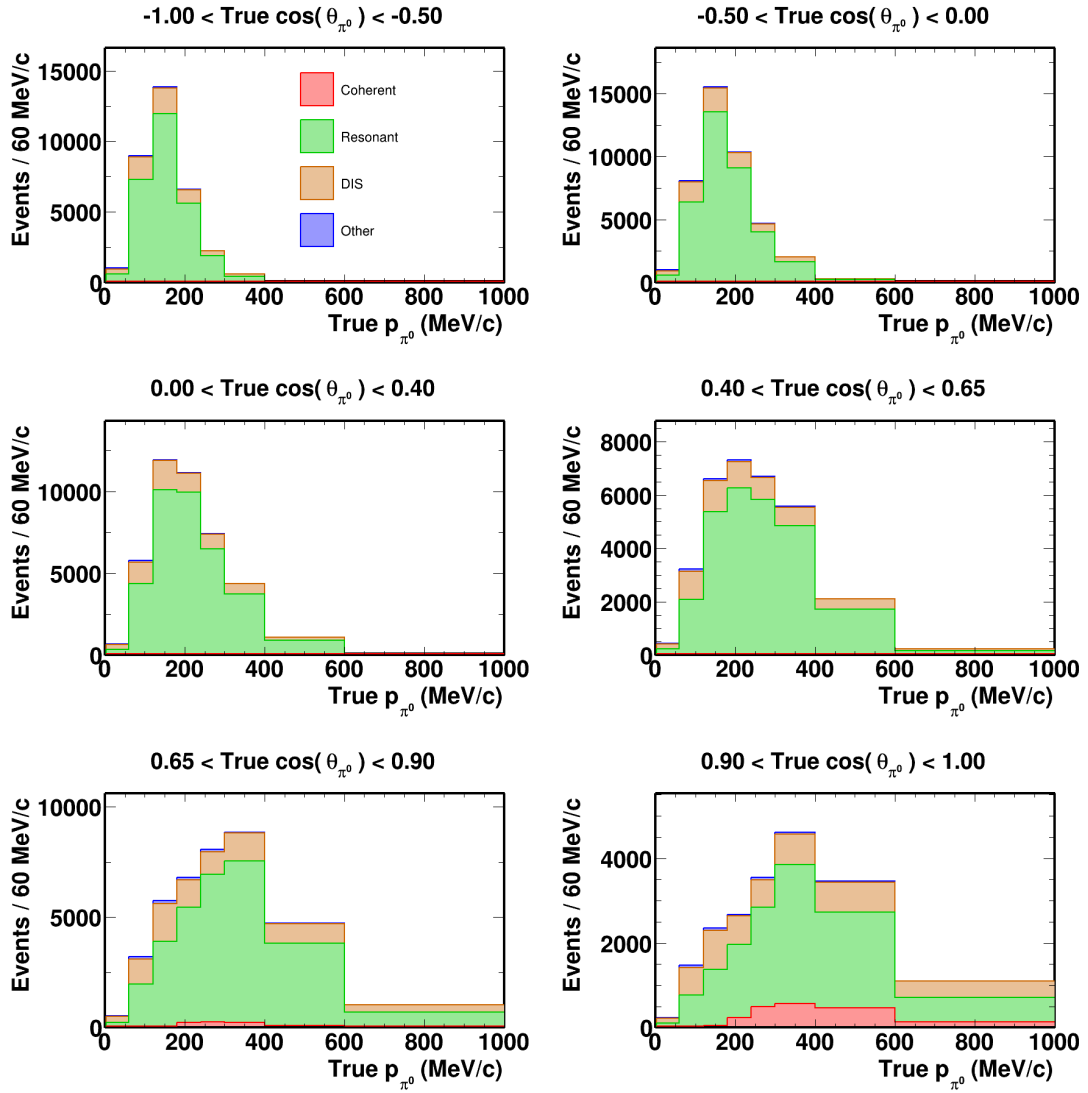 -1.00 < True cos( θπ⁰ ) < -0.50
Events / 60 MeV/c
15000
10000
5000
0
Coherent
Resonant
DIS
Other
0 200 400 600 800 1000
True pπ⁰ (MeV/c)
-0.50 < True cos( θπ⁰ ) < 0.00
Events / 60 MeV/c
15000
10000
5000
0
0 200 400 600 800 1000
True pπ⁰ (MeV/c)
0.00 < True cos( θπ⁰ ) < 0.40
Events / 60 MeV/c
10000
5000
0
0 200 400 600 800 1000
True pπ⁰ (MeV/c)
0.40 < True cos( θπ⁰ ) < 0.65
Events / 60 MeV/c
8000
6000
4000
2000
0
0 200 400 600 800 1000
True pπ⁰ (MeV/c)
0.65 < True cos( θπ⁰ ) < 0.90
Events / 60 MeV/c
10000
5000
0
0 200 400 600 800 1000
True pπ⁰ (MeV/c)
0.90 < True cos( θπ⁰ ) < 1.00
Events / 60 MeV/c
4000
2000
0
0 200 400 600 800 1000
True pπ⁰ (MeV/c)